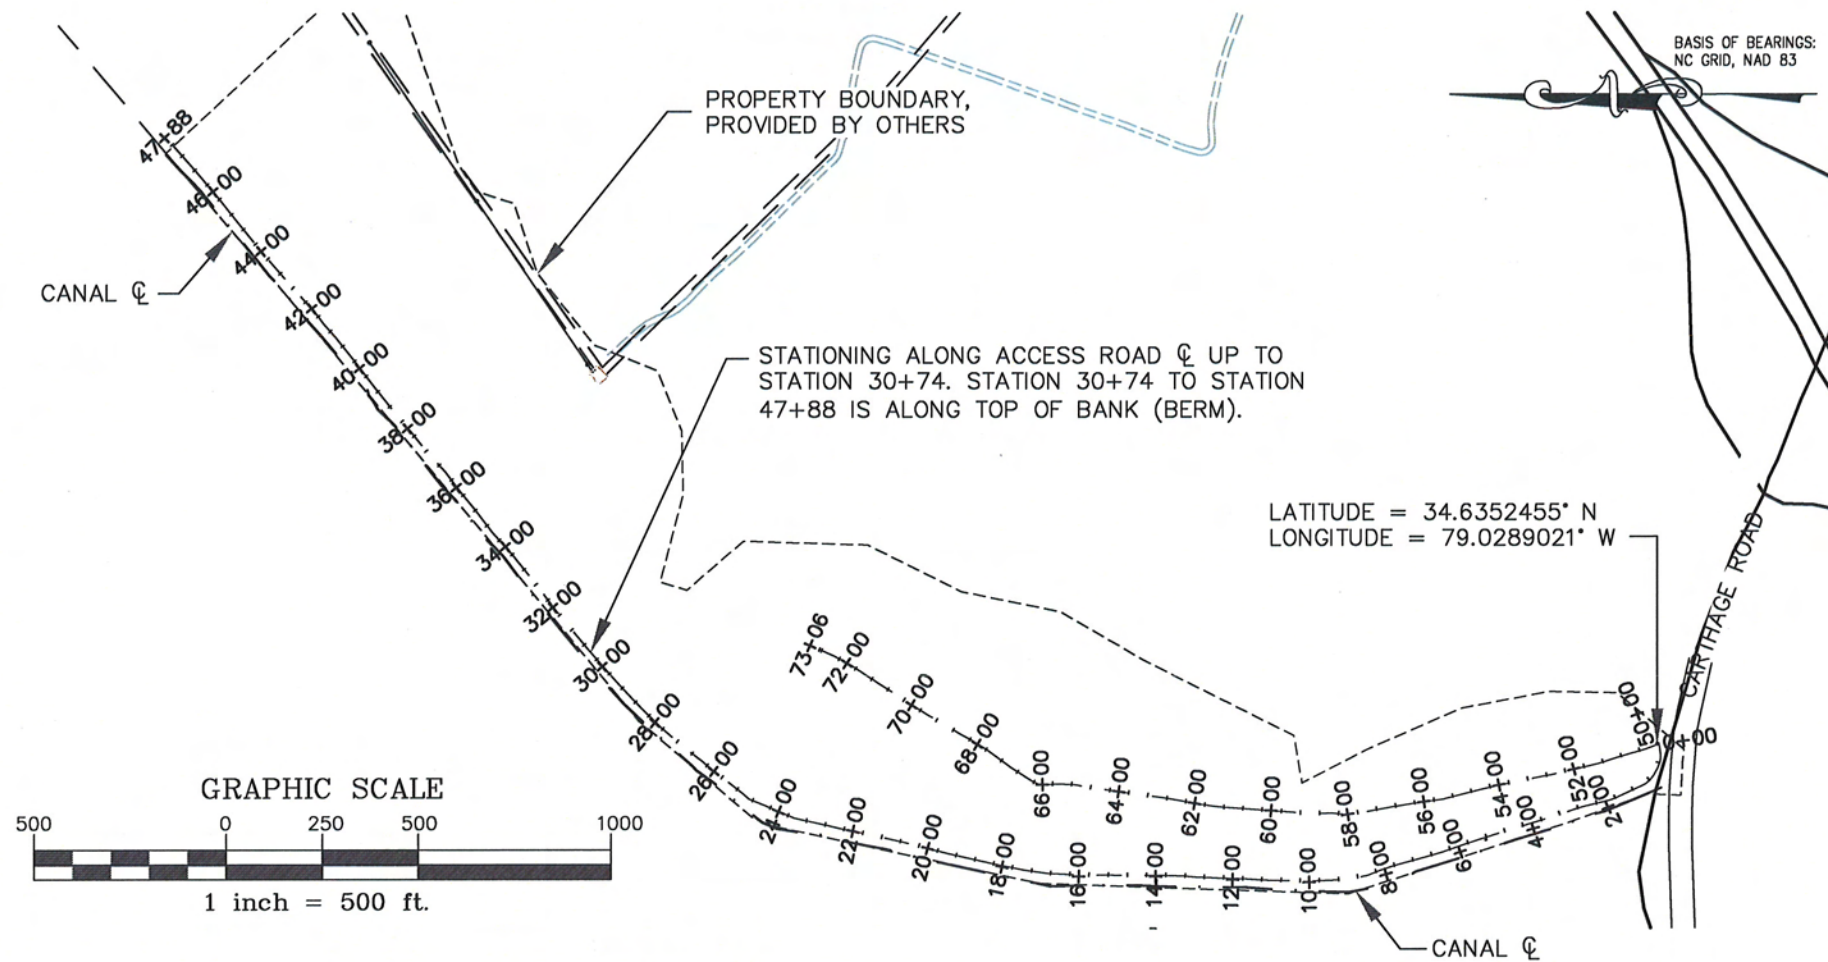 BASIS OF BEARINGS:
NC GRID, NAD 83
PROPERTY BOUNDARY,
PROVIDED BY OTHERS
47+88
46+00
44+00
CANAL ℄
42+00
40+00
38+00
36+00
34+00
32+00
30+00
28+00
26+00
24+00
22+00
20+00
18+00
16+00
14+00
12+00
10+00
8+00
6+00
4+00
2+00
0+00
STATIONING ALONG ACCESS ROAD ℄ UP TO
STATION 30+74. STATION 30+74 TO STATION
47+88 IS ALONG TOP OF BANK (BERM).
LATITUDE = 34.6352455° N
LONGITUDE = 79.0289021° W
CARTHAGE ROAD
73+06
72+00
70+00
68+00
66+00
64+00
62+00
60+00
58+00
56+00
54+00
52+00
50+00
GRAPHIC SCALE
500 0 250 500 1000
1 inch = 500 ft.
CANAL ℄